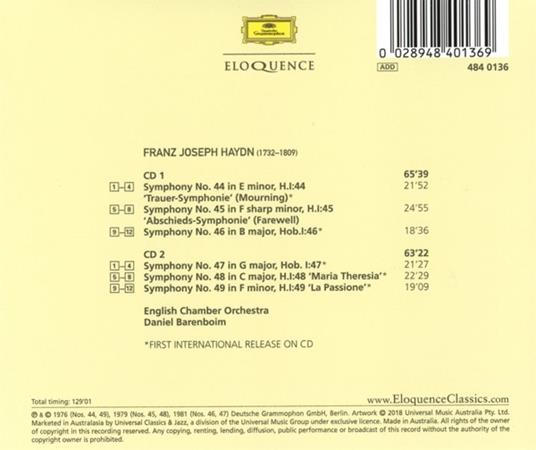 Deutsche Grammophon
ELOQUENCE
0 028948 401369
ADD 484 0136
FRANZ JOSEPH HAYDN (1732–1809)
CD 1 65'39
1–4 Symphony No. 44 in E minor, H.I:44 21'52
'Trauer-Symphonie' (Mourning)*
5–8 Symphony No. 45 in F sharp minor, H.I:45 24'55
'Abschieds-Symphonie' (Farewell)
9–12 Symphony No. 46 in B major, Hob.I:46* 18'36
CD 2 63'22
1–4 Symphony No. 47 in G major, Hob. I:47* 21'27
5–8 Symphony No. 48 in C major, H.I:48 'Maria Theresia'* 22'29
9–12 Symphony No. 49 in F minor, H.I:49 'La Passione'* 19'09
English Chamber Orchestra
Daniel Barenboim
*FIRST INTERNATIONAL RELEASE ON CD
Total timing: 129'01 www.EloquenceClassics.com
℗ & © 1976 (Nos. 44, 49), 1979 (Nos. 45, 48), 1981 (Nos. 46, 47) Deutsche Grammophon GmbH, Berlin. Artwork © 2018 Universal Music Australia Pty. Ltd.
Marketed in Australasia by Universal Classics & Jazz, a division of the Universal Music Group under exclusive licence. Made in Australia. All rights of the owner
of copyright in this recording reserved. Any copying, renting, lending, diffusion, public performance or broadcast of this record without the authority of the
copyright owner is prohibited.